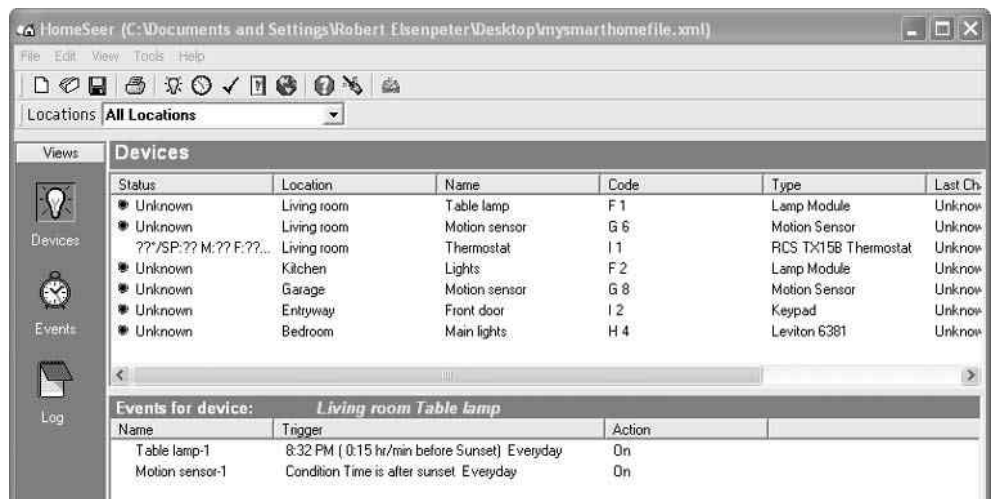 HomeSeer (C:\Documents and Settings\Robert Elsenpeter\Desktop\mysmarthomefile.xml)
File Edit View Tools Help
Locations All Locations
Views Devices
Status Location Name Code Type Last Ch
Unknown Living room Table lamp F 1 Lamp Module Unknow
Unknown Living room Motion sensor G 6 Motion Sensor Unknow
??°/SP:?? M:?? F:??... Living room Thermostat I 1 RCS TX15B Thermostat Unknow
Unknown Kitchen Lights F 2 Lamp Module Unknow
Unknown Garage Motion sensor G 8 Motion Sensor Unknow
Unknown Entryway Front door I 2 Keypad Unknow
Unknown Bedroom Main lights H 4 Leviton 6381 Unknow
Devices
Events
Log
Events for device: Living room Table lamp
Name Trigger Action
Table lamp-1 8:32 PM ( 0:15 hr/min before Sunset) Everyday On
Motion sensor-1 Condition Time is after sunset Everyday On